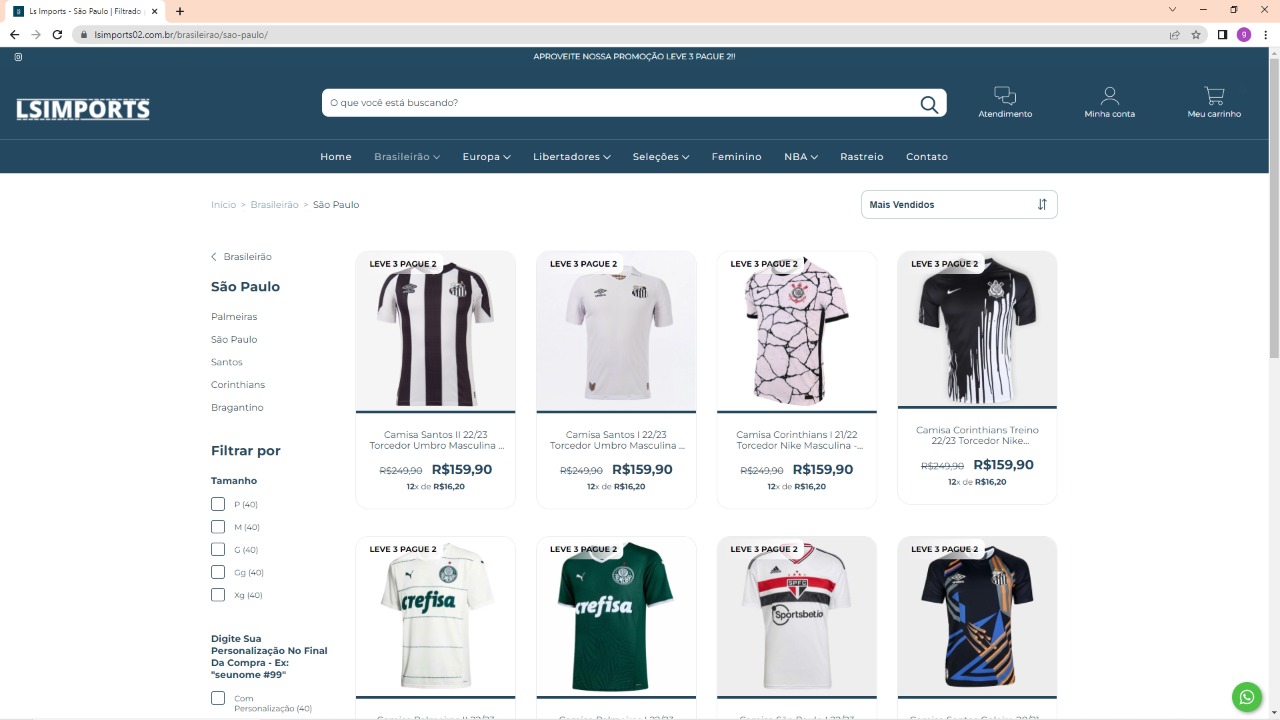 Ls Imports - São Paulo | Filtrado
lsimports02.com.br/brasileirao/sao-paulo/
g
APROVEITE NOSSA PROMOÇÃO LEVE 3 PAGUE 2!!
LSIMPORTS
O que você está buscando?
Atendimento
Minha conta
Meu carrinho
Home
Brasileirão
Europa
Libertadores
Seleções
Feminino
NBA
Rastreio
Contato
Início > Brasileirão > São Paulo
Mais Vendidos
Brasileirão
São Paulo
Palmeiras
São Paulo
Santos
Corinthians
Bragantino
Filtrar por
Tamanho
P (40)
M (40)
G (40)
Gg (40)
Xg (40)
Digite Sua
Personalização No Final
Da Compra - Ex:
"seunome #99"
Com
Personalização (40)
LEVE 3 PAGUE 2
Camisa Santos II 22/23
Torcedor Umbro Masculina ...
R$249,90 R$159,90
12x de R$16,20
LEVE 3 PAGUE 2
Camisa Santos I 22/23
Torcedor Umbro Masculina ...
R$249,90 R$159,90
12x de R$16,20
LEVE 3 PAGUE 2
Camisa Corinthians I 21/22
Torcedor Nike Masculina -...
R$249,90 R$159,90
12x de R$16,20
LEVE 3 PAGUE 2
Camisa Corinthians Treino
22/23 Torcedor Nike...
R$249,90 R$159,90
12x de R$16,20
LEVE 3 PAGUE 2
crefisa
LEVE 3 PAGUE 2
crefisa
LEVE 3 PAGUE 2
SPFC
Sportsbet.io
LEVE 3 PAGUE 2